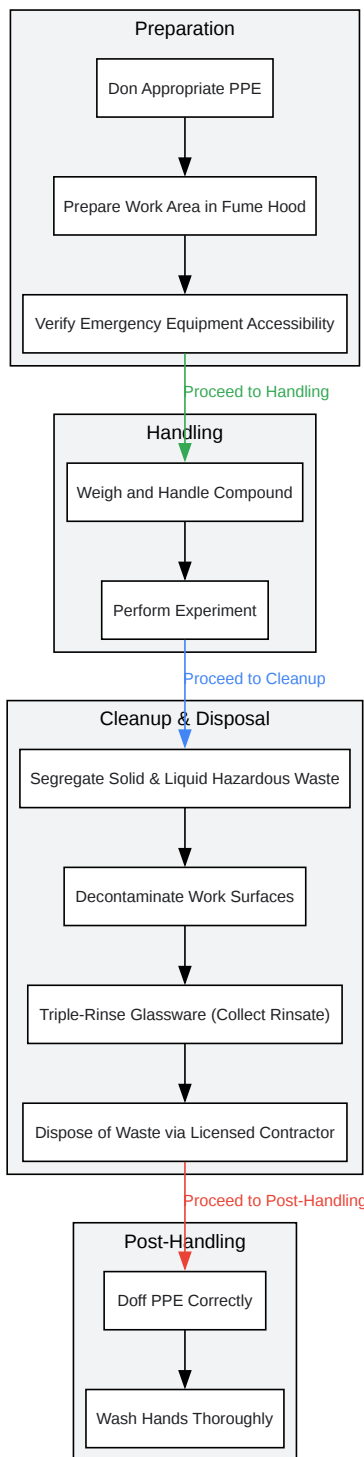 Preparation
Don Appropriate PPE
Prepare Work Area in Fume Hood
Verify Emergency Equipment Accessibility
Proceed to Handling
Handling
Weigh and Handle Compound
Perform Experiment
Proceed to Cleanup
Cleanup & Disposal
Segregate Solid & Liquid Hazardous Waste
Decontaminate Work Surfaces
Triple-Rinse Glassware (Collect Rinsate)
Dispose of Waste via Licensed Contractor
Proceed to Post-Handling
Post-Handling
Doff PPE Correctly
Wash Hands Thoroughly